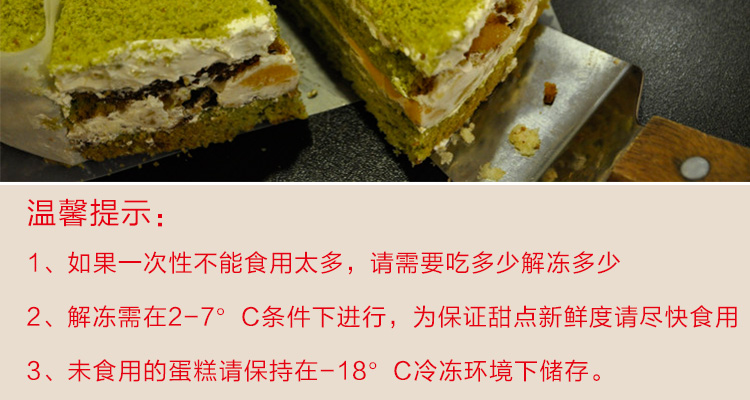 温馨提示：
1、如果一次性不能食用太多，请需要吃多少解冻多少
2、解冻需在2-7°C条件下进行，为保证甜点新鲜度请尽快食用
3、未食用的蛋糕请保持在-18°C冷冻环境下储存。